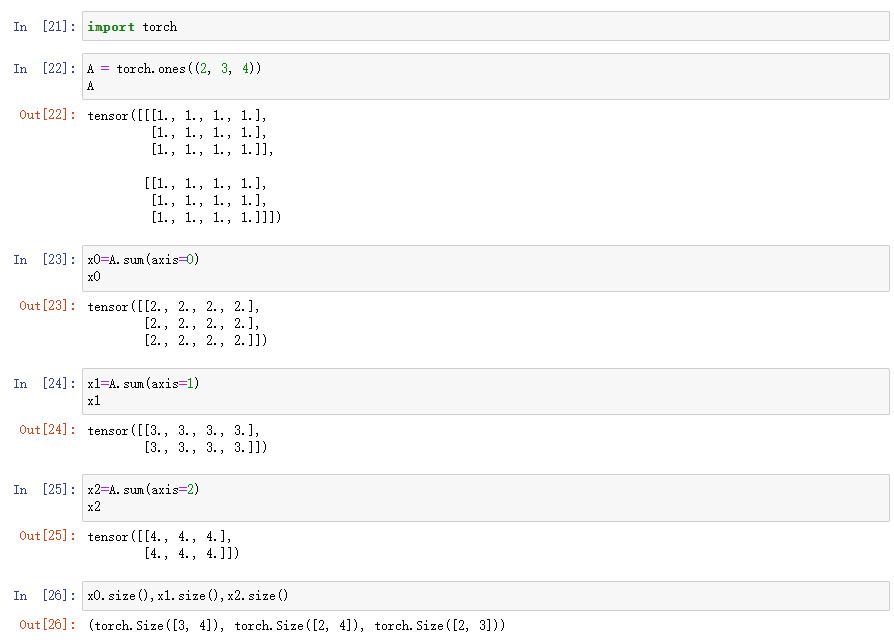 In [21]: import torch
In [22]: A = torch.ones((2, 3, 4))
A
Out[22]: tensor([[[1., 1., 1., 1.],
[1., 1., 1., 1.],
[1., 1., 1., 1.]],
[[1., 1., 1., 1.],
[1., 1., 1., 1.],
[1., 1., 1., 1.]]])
In [23]: x0=A.sum(axis=0)
x0
Out[23]: tensor([[2., 2., 2., 2.],
[2., 2., 2., 2.],
[2., 2., 2., 2.]])
In [24]: x1=A.sum(axis=1)
x1
Out[24]: tensor([[3., 3., 3., 3.],
[3., 3., 3., 3.]])
In [25]: x2=A.sum(axis=2)
x2
Out[25]: tensor([[4., 4., 4.],
[4., 4., 4.]])
In [26]: x0.size(),x1.size(),x2.size()
Out[26]: (torch.Size([3, 4]), torch.Size([2, 4]), torch.Size([2, 3]))